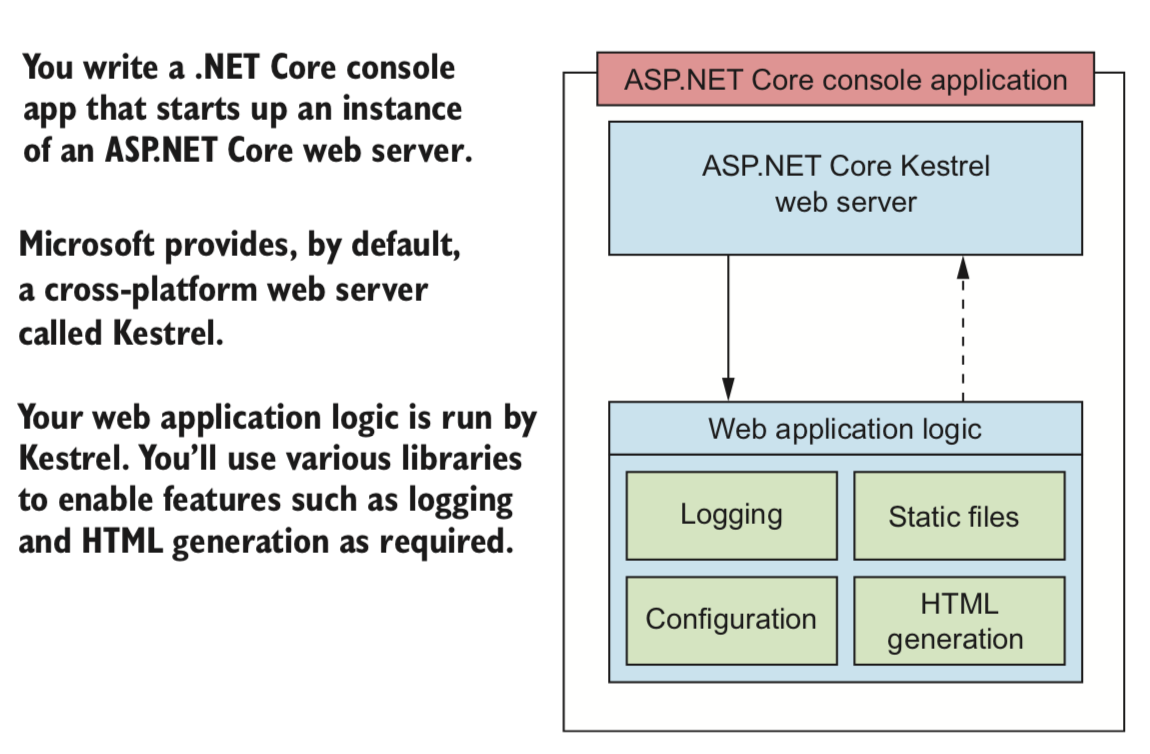 You write a .NET Core console
app that starts up an instance
of an ASP.NET Core web server.
Microsoft provides, by default,
a cross-platform web server
called Kestrel.
Your web application logic is run by
Kestrel. You’ll use various libraries
to enable features such as logging
and HTML generation as required.
ASP.NET Core console application
ASP.NET Core Kestrel
web server
Web application logic
Logging
Static files
Configuration
HTML
generation